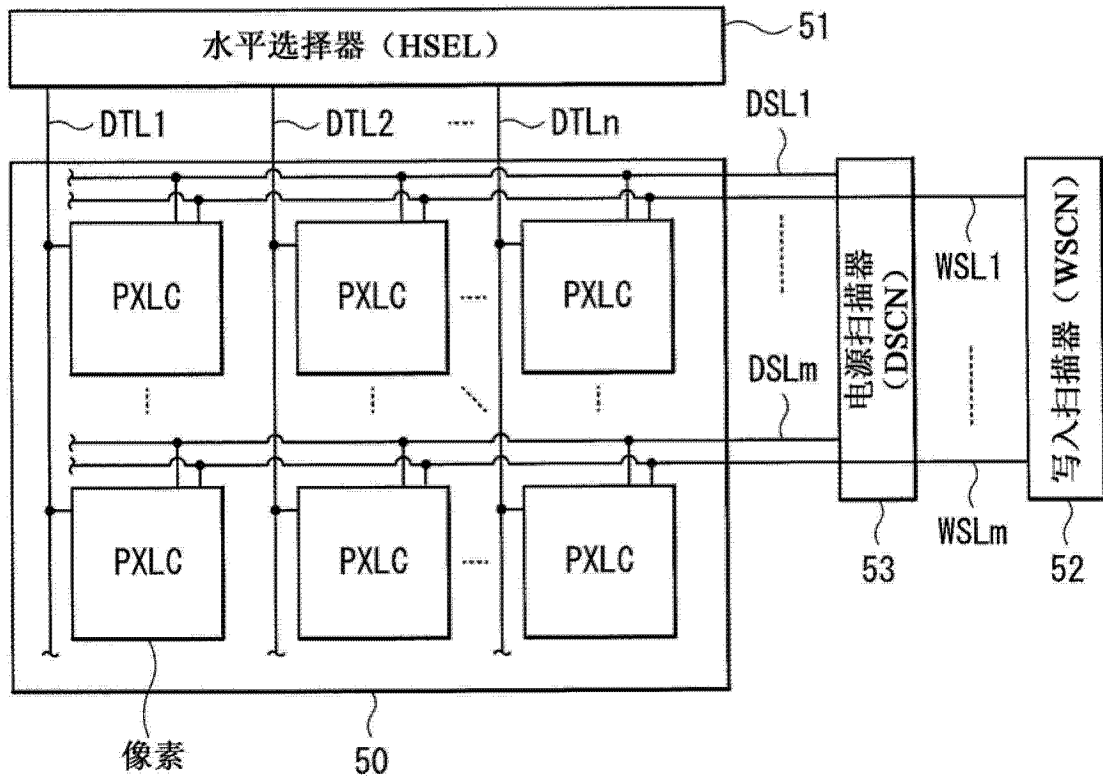 水平选择器（HSEL）
51
DTL1
DTL2
DTLn
DSL1
PXLC
PXLC
PXLC
WSL1
DSLm
电源扫描器
（DSCN）
写入扫描器（WSCN）
PXLC
PXLC
PXLC
WSLm
53
52
像素
50